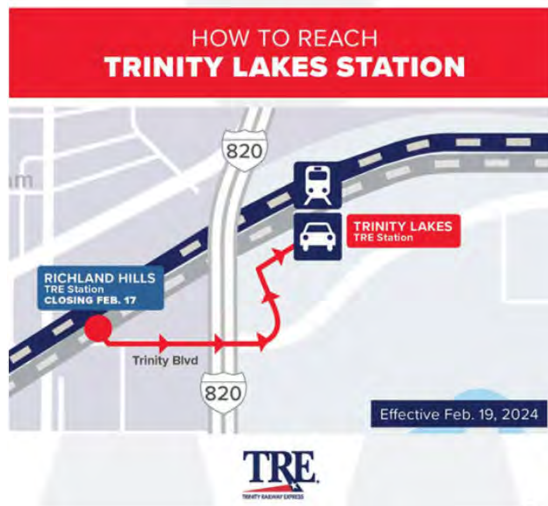 HOW TO REACH
TRINITY LAKES STATION
820
TRINITY LAKES
TRE Station
RICHLAND HILLS
TRE Station
CLOSING FEB. 17
Trinity Blvd
820
Effective Feb. 19, 2024
TRE
TRINITY RAILWAY EXPRESS